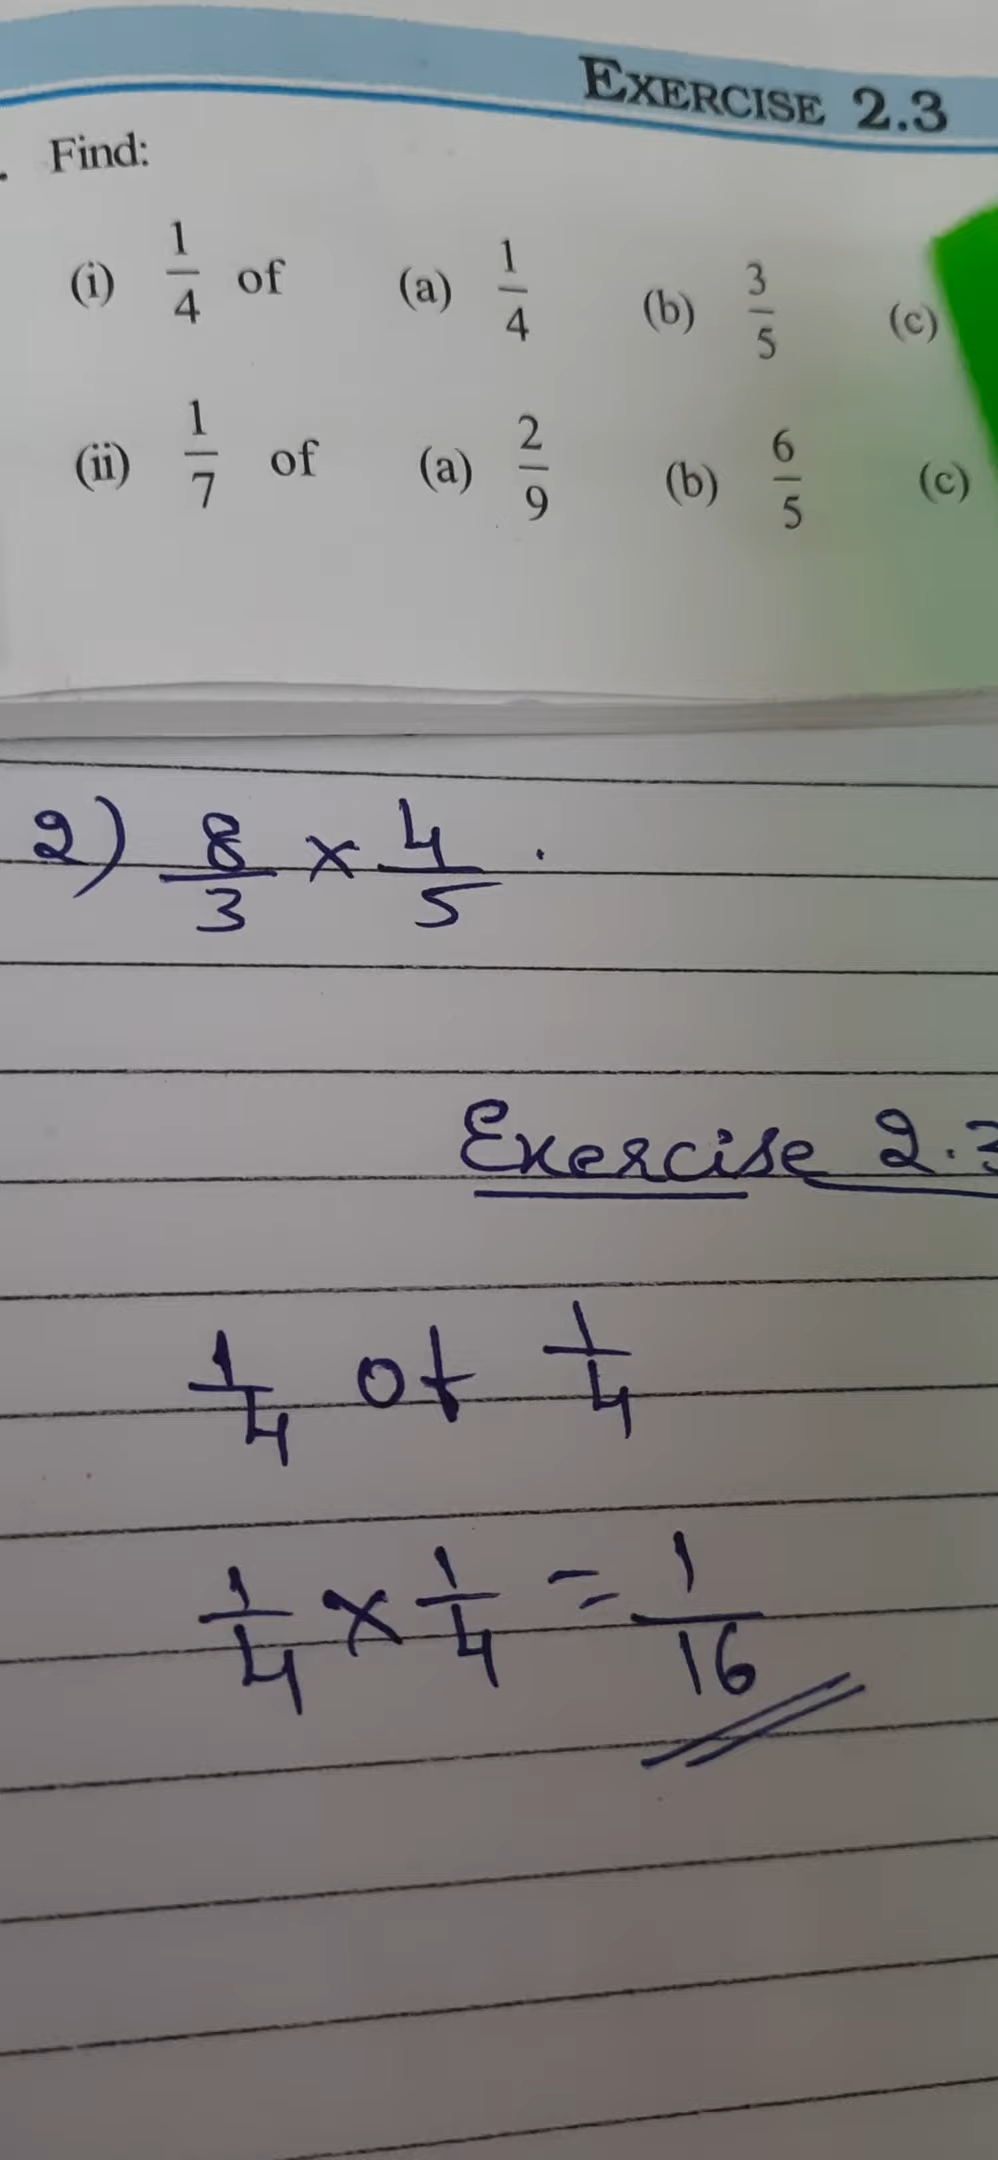 EXERCISE 2.3
Find:
(i) 1/4 of (a) 1/4 (b) 3/5 (c)
(ii) 1/7 of (a) 2/9 (b) 6/5 (c)
2) 8/3 × 4/5 .
Exercise 2.3
1/4 of 1/4
1/4 × 1/4 = 1/16